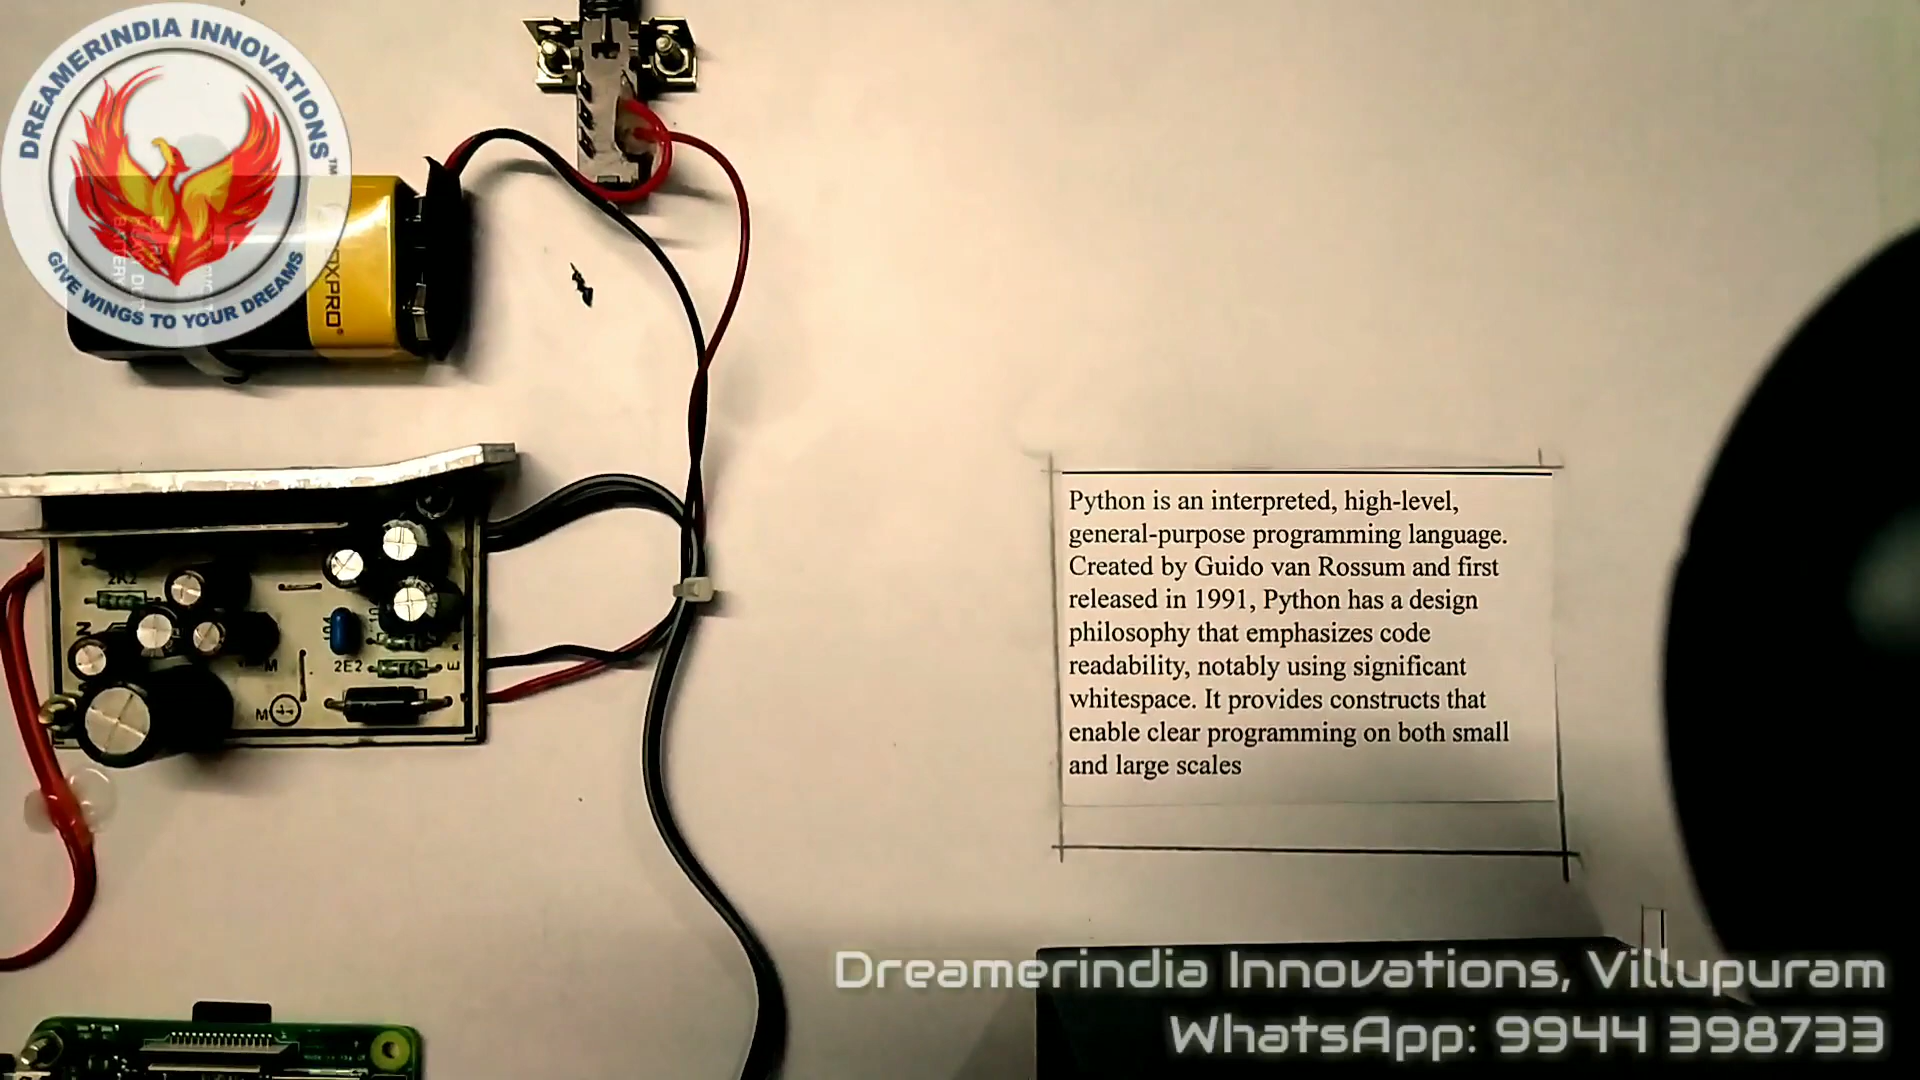 DREAMERINDIA INNOVATIONS™
GIVE WINGS TO YOUR DREAMS
2K2
2E2
M
M
Python is an interpreted, high-level,
general-purpose programming language.
Created by Guido van Rossum and first
released in 1991, Python has a design
philosophy that emphasizes code
readability, notably using significant
whitespace. It provides constructs that
enable clear programming on both small
and large scales
Dreamerindia Innovations, Villupuram
WhatsApp: 9944 398733